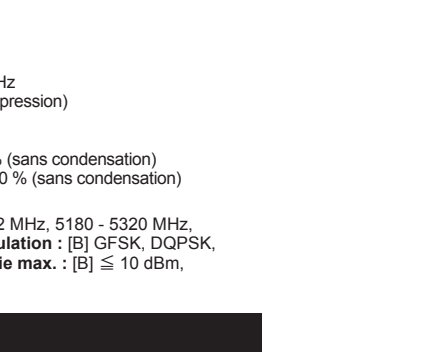 Hz
pression)
% (sans condensation)
0 % (sans condensation)
2 MHz, 5180 - 5320 MHz,
ulation : [B] GFSK, DQPSK,
ie max. : [B] ≦ 10 dBm,